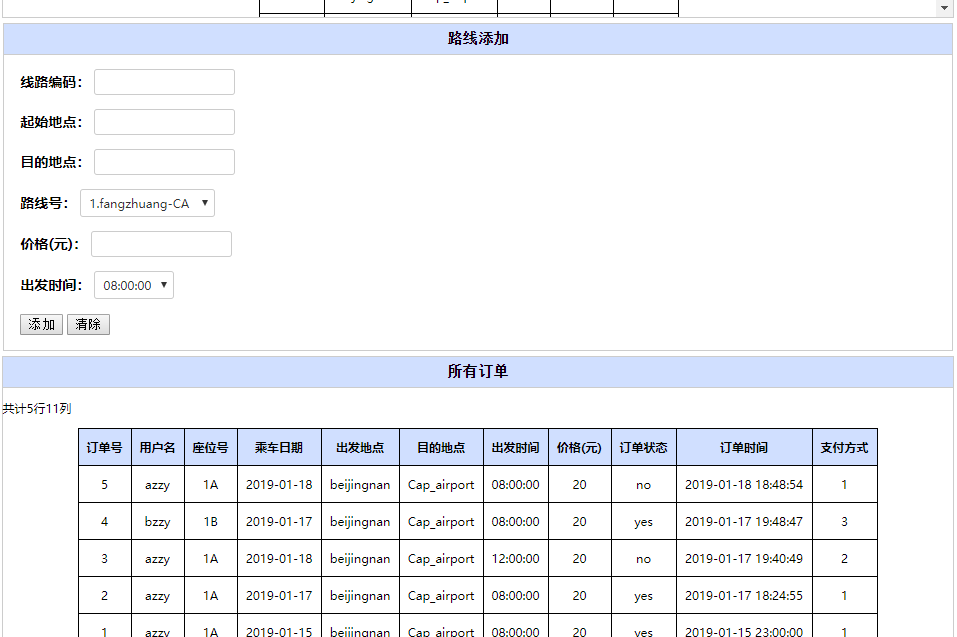 路线添加
线路编码：
起始地点：
目的地点：
路线号： 1.fangzhuang-CA
价格(元)：
出发时间： 08:00:00
添加 清除
所有订单
共计5行11列
订单号 用户名 座位号 乘车日期 出发地点 目的地点 出发时间 价格(元) 订单状态 订单时间 支付方式
5 azzy 1A 2019-01-18 beijingnan Cap_airport 08:00:00 20 no 2019-01-18 18:48:54 1
4 bzzy 1B 2019-01-17 beijingnan Cap_airport 08:00:00 20 yes 2019-01-17 19:48:47 3
3 azzy 1A 2019-01-18 beijingnan Cap_airport 12:00:00 20 no 2019-01-17 19:40:49 2
2 azzy 1A 2019-01-17 beijingnan Cap_airport 08:00:00 20 yes 2019-01-17 18:24:55 1
1 azzy 1A 2019-01-15 beijingnan Cap_airport 08:00:00 20 yes 2019-01-15 23:00:00 1